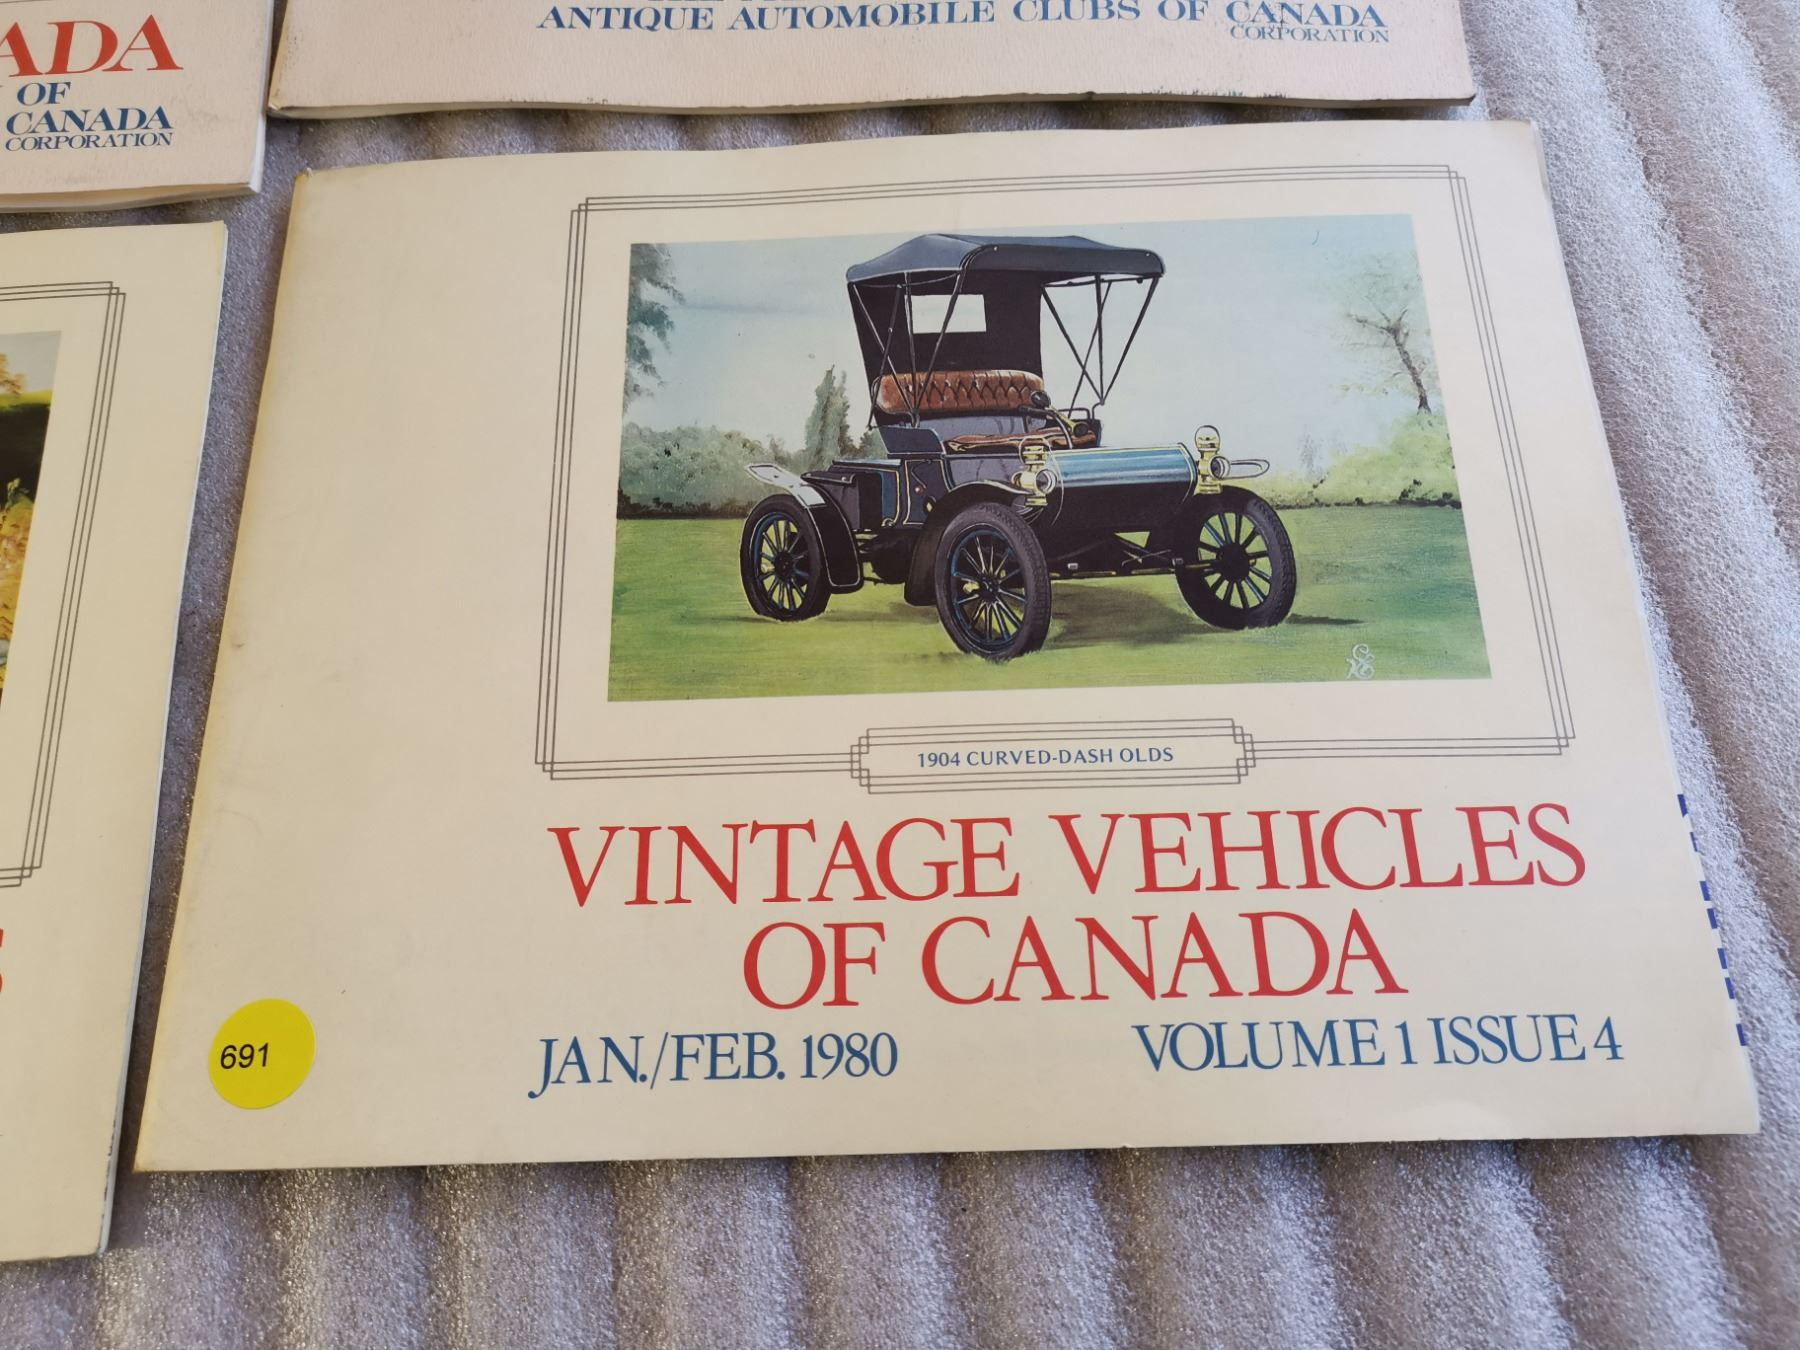 ADA
OF
CANADA
CORPORATION
ANTIQUE AUTOMOBILE CLUBS OF CANADA
CORPORATION
1904 CURVED-DASH OLDS
VINTAGE VEHICLES
OF CANADA
JAN./FEB. 1980 VOLUME 1 ISSUE 4
691
S